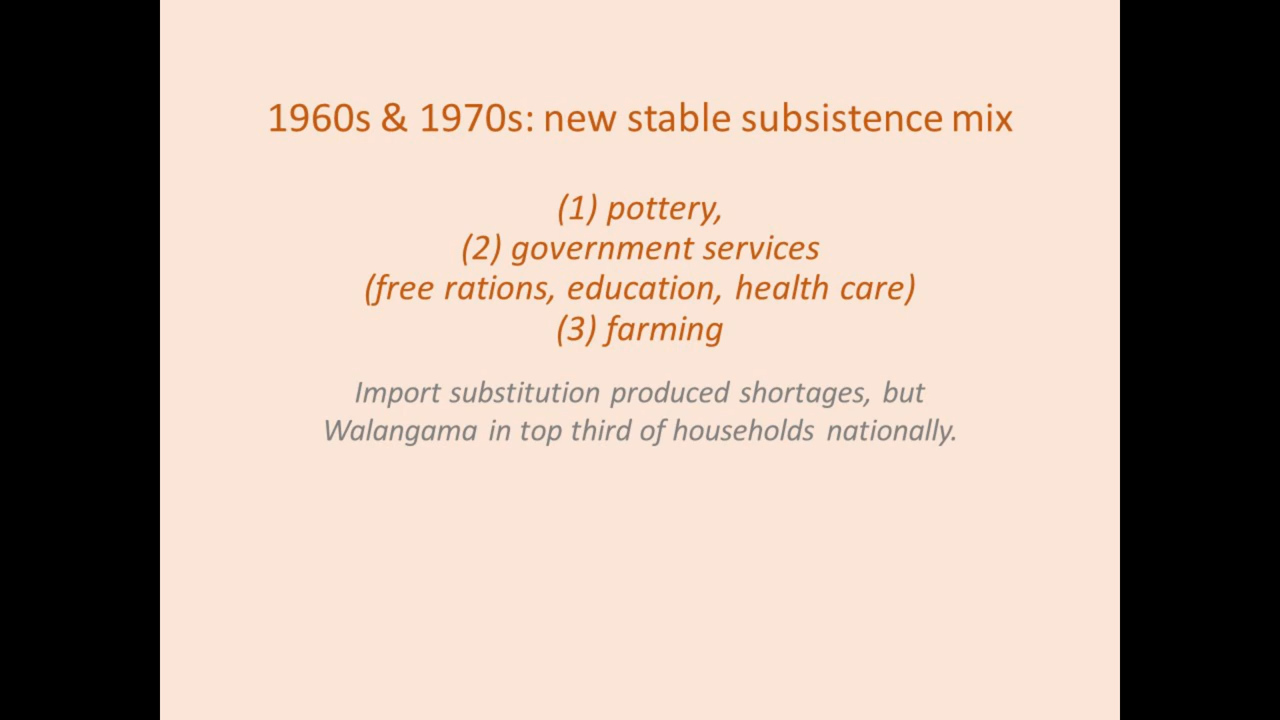 1960s & 1970s: new stable subsistence mix
(1) pottery,
(2) government services
(free rations, education, health care)
(3) farming
Import substitution produced shortages, but
Walangama in top third of households nationally.